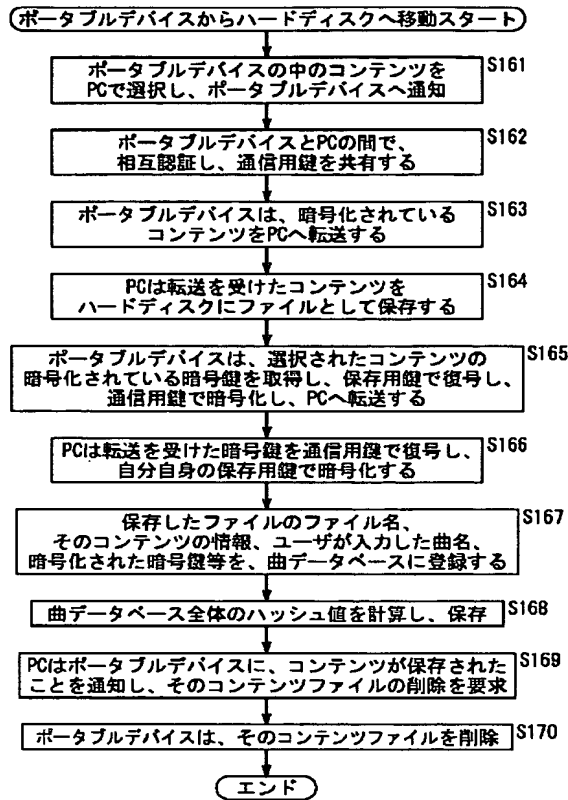 ポータブルデバイスからハードディスクへ移動スタート
ポータブルデバイスの中のコンテンツを
PCで選択し、ポータブルデバイスへ通知
S161
ポータブルデバイスとPCの間で、
相互認証し、通信用鍵を共有する
S162
ポータブルデバイスは、暗号化されている
コンテンツをPCへ転送する
S163
PCは転送を受けたコンテンツを
ハードディスクにファイルとして保存する
S164
ポータブルデバイスは、選択されたコンテンツの
暗号化されている暗号鍵を取得し、保存用鍵で復号し、
通信用鍵で暗号化し、PCへ転送する
S165
PCは転送を受けた暗号鍵を通信用鍵で復号し、
自分自身の保存用鍵で暗号化する
S166
保存したファイルのファイル名、
そのコンテンツの情報、ユーザが入力した曲名、
暗号化された暗号鍵等を、曲データベースに登録する
S167
曲データベース全体のハッシュ値を計算し、保存
S168
PCはポータブルデバイスに、コンテンツが保存された
ことを通知し、そのコンテンツファイルの削除を要求
S169
ポータブルデバイスは、そのコンテンツファイルを削除
S170
エンド